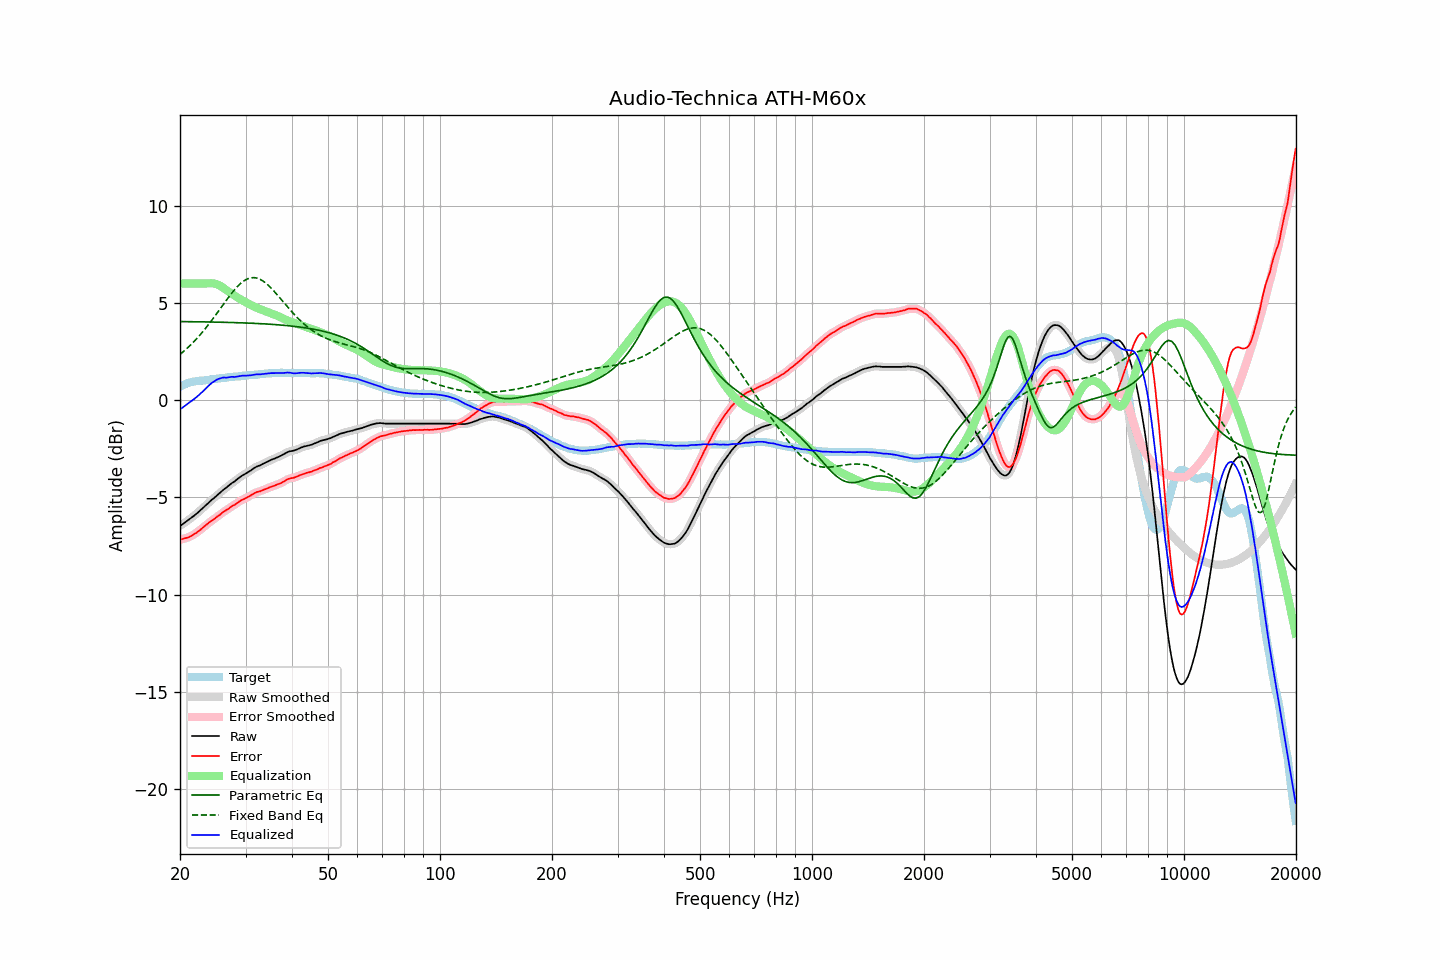 Audio-Technica ATH-M60x
10
5
0
−5
−10
−15
−20
Amplitude (dBr)
Target
Raw Smoothed
Error Smoothed
Raw
Error
Equalization
Parametric Eq
Fixed Band Eq
Equalized
20 50 100 200 500 1000 2000 5000 10000 20000
Frequency (Hz)